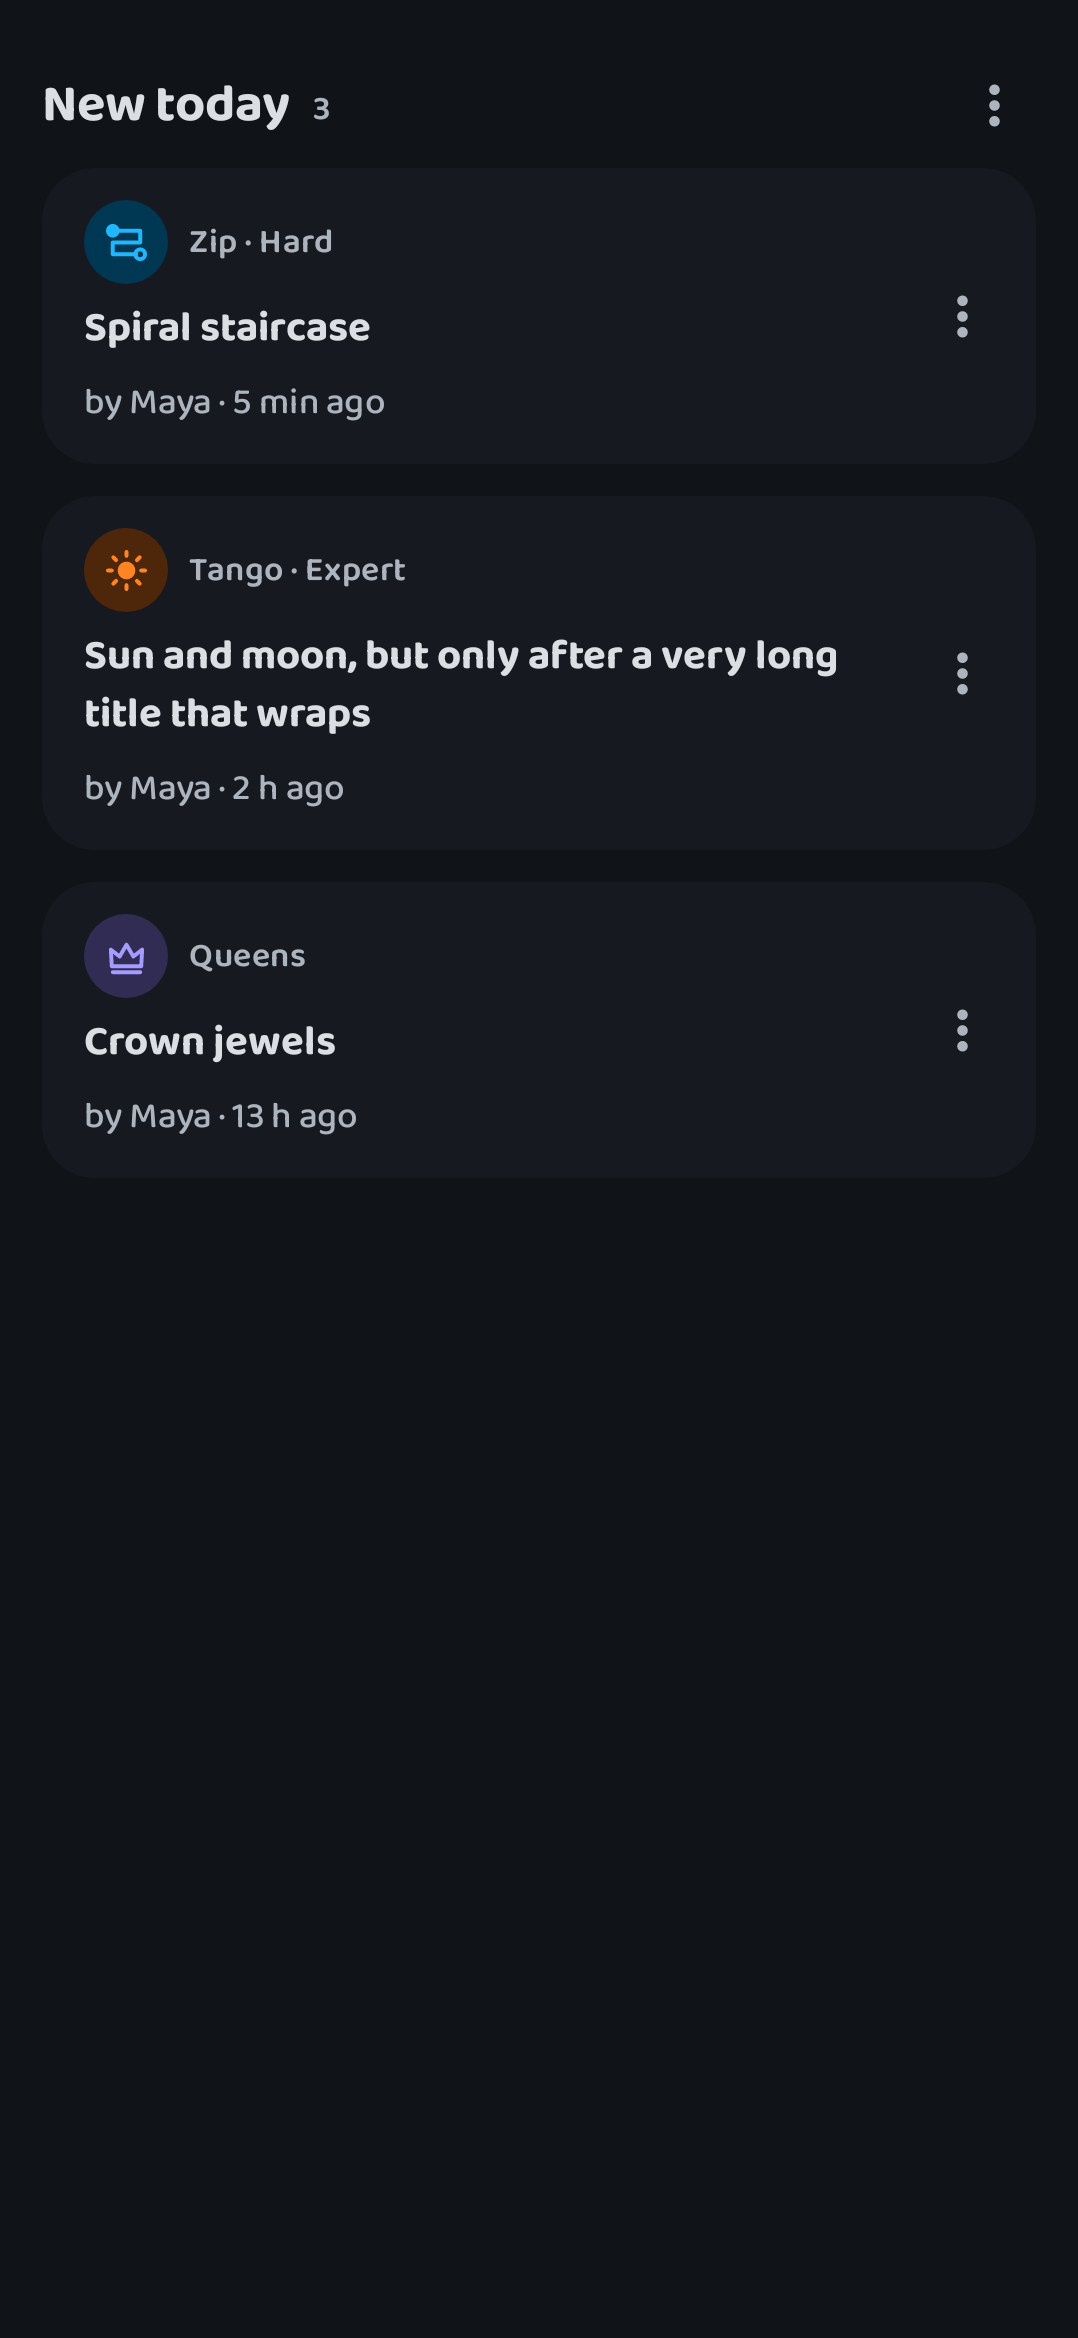 New today 3
Zip · Hard
Spiral staircase
by Maya · 5 min ago
Tango · Expert
Sun and moon, but only after a very long
title that wraps
by Maya · 2 h ago
Queens
Crown jewels
by Maya · 13 h ago